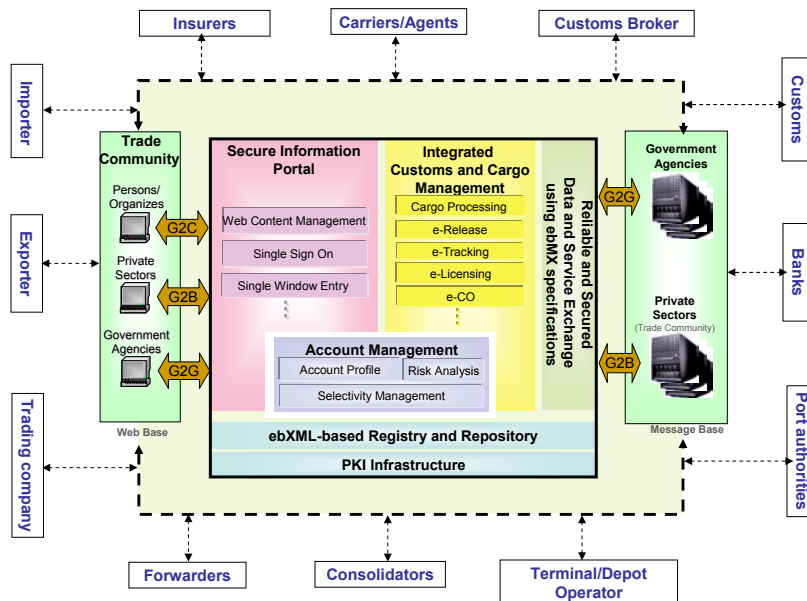 Insurers
Carriers/Agents
Customs Broker
Importer
Exporter
Trading
company
Customs
Banks
Port authorities
Trade
Community
Persons/
Organizes
Private
Sectors
Government
Agencies
Web Base
G2C
G2B
G2G
Secure Information
Portal
Web Content Management
Single Sign On
Single Window Entry
Integrated
Customs and Cargo
Management
Cargo Processing
e-Release
e-Tracking
e-Licensing
e-CO
Account Management
Account Profile
Risk Analysis
Selectivity Management
Reliable and Secured
Data and Service Exchange
using ebMX specifications
ebXML-based Registry and Repository
PKI Infrastructure
G2G
G2B
Government
Agencies
Private
Sectors
(Trade Community)
Message Base
Forwarders
Consolidators
Terminal/Depot
Operator